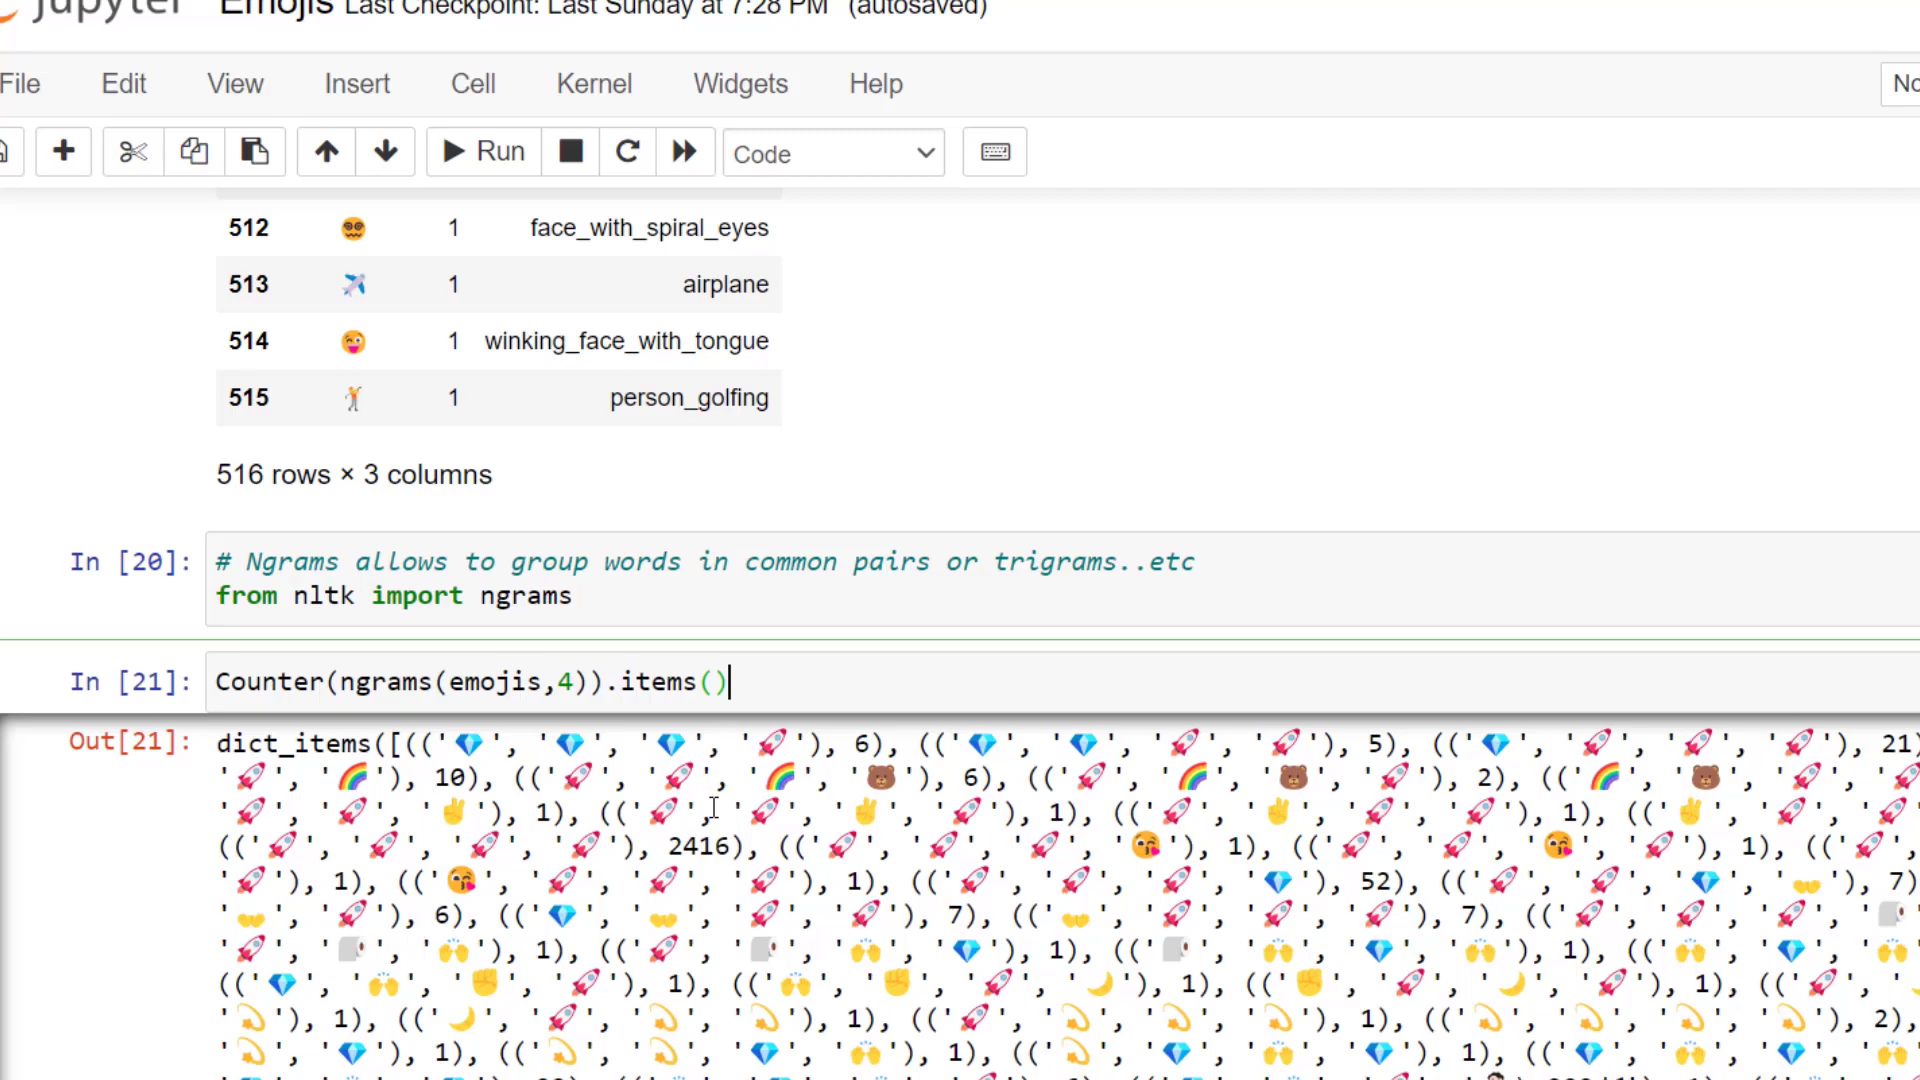 jupyter Emojis Last Checkpoint: Last Sunday at 7:28 PM (autosaved)
File Edit View Insert Cell Kernel Widgets Help
Run Code
512 😵‍💫 1 face_with_spiral_eyes
513 ✈️ 1 airplane
514 😜 1 winking_face_with_tongue
515 🏌️ 1 person_golfing
516 rows × 3 columns
In [20]: # Ngrams allows to group words in common pairs or trigrams..etc
from nltk import ngrams
In [21]: Counter(ngrams(emojis,4)).items()
Out[21]: dict_items([(('💎', '💎', '💎', '🚀'), 6), (('💎', '💎', '🚀', '🚀'), 5), (('💎', '🚀', '🚀', '🚀'), 21)
'🚀', '🌈'), 10), (('🚀', '🚀', '🌈', '🐻'), 6), (('🚀', '🌈', '🐻', '🚀'), 2), (('🌈', '🐻', '🚀', '🚀
'🚀', '🚀', '✌'), 1), (('🚀', '🚀', '✌', '🚀'), 1), (('🚀', '✌', '🚀', '🚀'), 1), (('✌', '🚀', '🚀
(('🚀', '🚀', '🚀', '🚀'), 2416), (('🚀', '🚀', '🚀', '😘'), 1), (('🚀', '🚀', '😘', '🚀'), 1), (('🚀',
'🚀'), 1), (('😘', '🚀', '🚀', '🚀'), 1), (('🚀', '🚀', '🚀', '💎'), 52), (('🚀', '🚀', '💎', '👐'), 7)
'👐', '🚀'), 6), (('💎', '👐', '🚀', '🚀'), 7), (('👐', '🚀', '🚀', '🚀'), 7), (('🚀', '🚀', '🚀', '🧻
'🚀', '🧻', '🙌'), 1), (('🚀', '🧻', '🙌', '💎'), 1), (('🧻', '🙌', '💎', '🙌'), 1), (('🙌', '💎', '🙌
(('💎', '🙌', '✊', '🚀'), 1), (('🙌', '✊', '🚀', '🌙'), 1), (('✊', '🚀', '🌙', '🚀'), 1), (('🚀', '
'💫'), 1), (('🌙', '🚀', '💫', '💫'), 1), (('🚀', '💫', '💫', '💫'), 1), (('💫', '💫', '💫', '💫'), 2),
'💫', '💎'), 1), (('💫', '💫', '💎', '🙌'), 1), (('💫', '💎', '🙌', '💎'), 1), (('💎', '🙌', '💎', '🙌